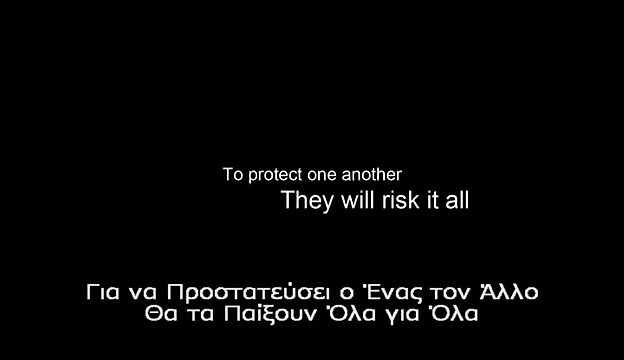 To protect one another
They will risk it all
Για να Προστατεύσει ο Ένας τον Άλλο
Θα τα Παίξουν Όλα για Όλα